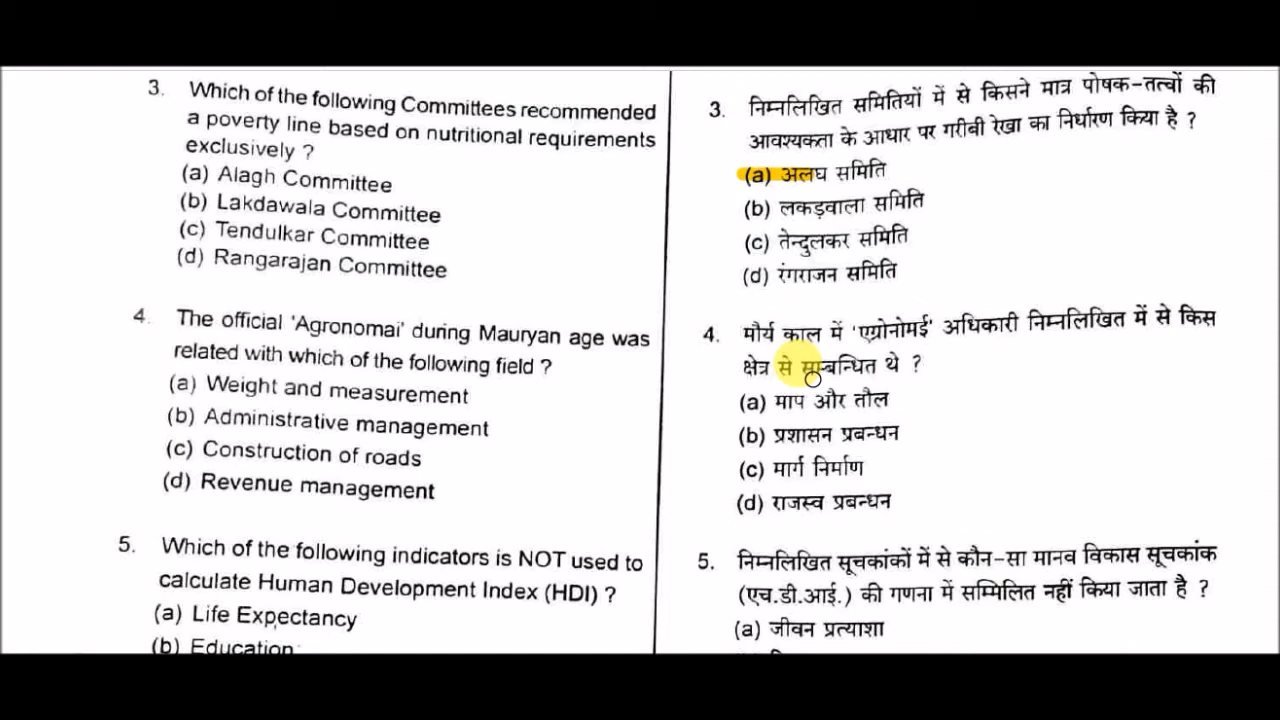 3. Which of the following Committees recommended
a poverty line based on nutritional requirements
exclusively ?
(a) Alagh Committee
(b) Lakdawala Committee
(c) Tendulkar Committee
(d) Rangarajan Committee
4. The official 'Agronomai' during Mauryan age was
related with which of the following field ?
(a) Weight and measurement
(b) Administrative management
(c) Construction of roads
(d) Revenue management
5. Which of the following indicators is NOT used to
calculate Human Development Index (HDI) ?
(a) Life Expectancy
(b) Education
3. निम्नलिखित समितियों में से किसने मात्र पोषक-तत्वों की
आवश्यकता के आधार पर गरीबी रेखा का निर्धारण किया है ?
(a) अलघ समिति
(b) लकड़वाला समिति
(c) तेन्दुलकर समिति
(d) रंगराजन समिति
4. मौर्य काल में 'एग्रोनोमई' अधिकारी निम्नलिखित में से किस
क्षेत्र से सम्बन्धित थे ?
(a) माप और तौल
(b) प्रशासन प्रबन्धन
(c) मार्ग निर्माण
(d) राजस्व प्रबन्धन
5. निम्नलिखित सूचकांकों में से कौन-सा मानव विकास सूचकांक
(एच.डी.आई.) की गणना में सम्मिलित नहीं किया जाता है ?
(a) जीवन प्रत्याशा